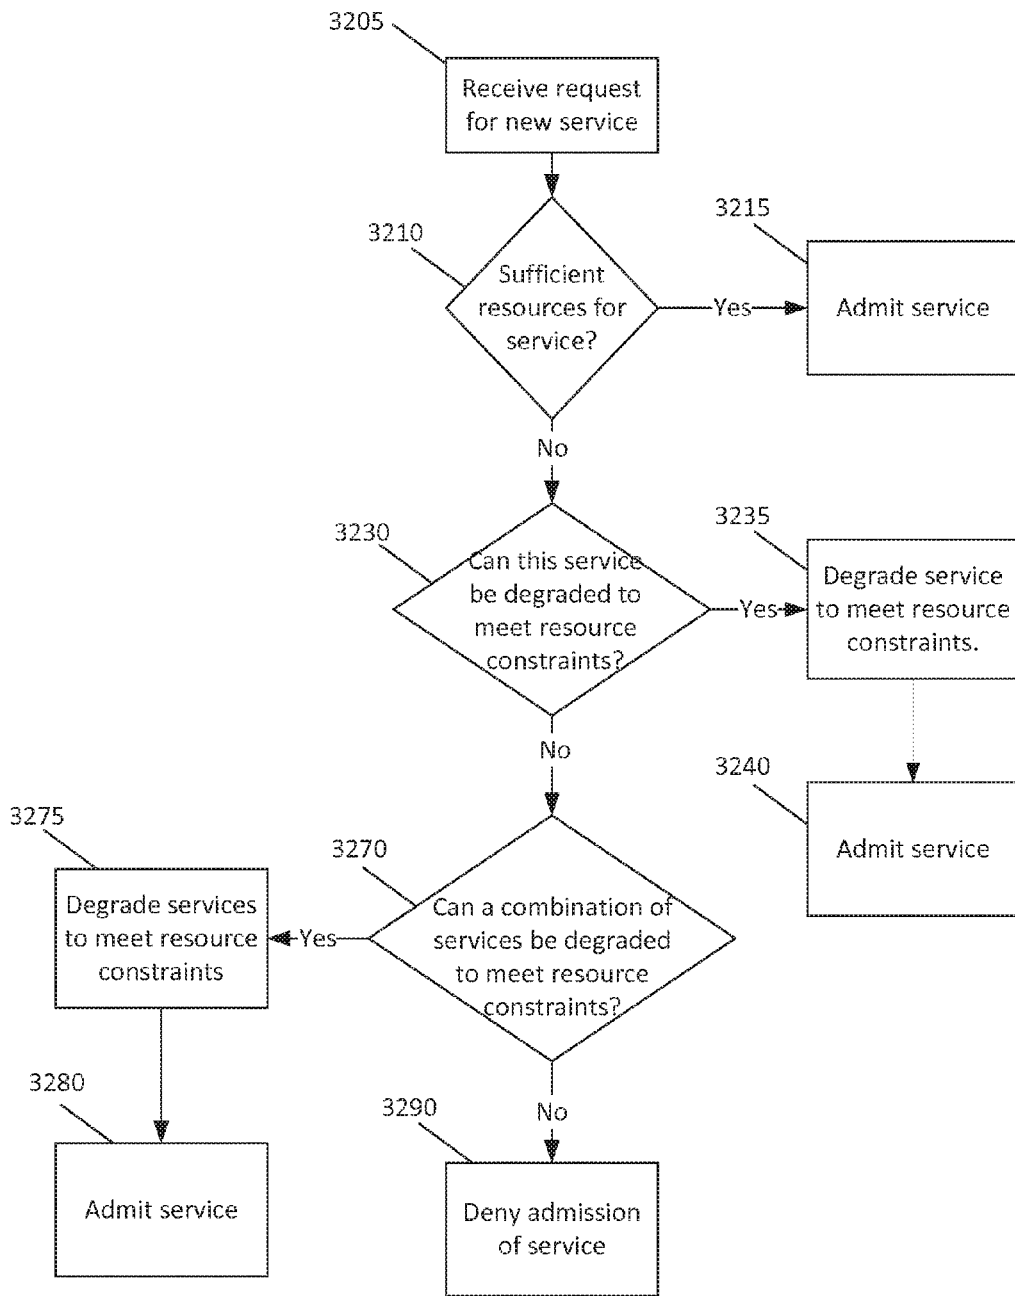 3205
Receive request
for new service
3210
Sufficient
resources for
service?
Yes
3215
Admit service
No
3230
Can this service
be degraded to
meet resource
constraints?
Yes
3235
Degrade service
to meet resource
constraints.
3240
Admit service
No
3270
Can a combination of
services be degraded
to meet resource
constraints?
Yes
3275
Degrade services
to meet resource
constraints
3280
Admit service
No
3290
Deny admission
of service